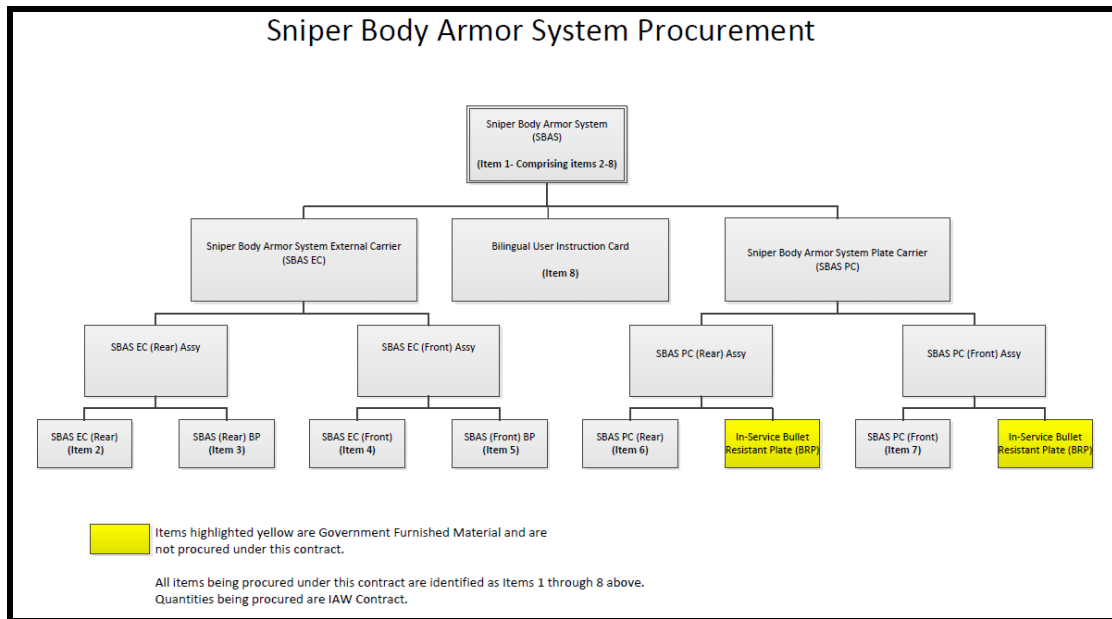 Sniper Body Armor System Procurement
Sniper Body Armor System
(SBAS)
(Item 1- Comprising items 2-8)
Sniper Body Armor System External Carrier
(SBAS EC)
Bilingual User Instruction Card
(Item 8)
Sniper Body Armor System Plate Carrier
(SBAS PC)
SBAS EC (Rear) Assy
SBAS EC (Front) Assy
SBAS PC (Rear) Assy
SBAS PC (Front) Assy
SBAS EC (Rear)
(Item 2)
SBAS (Rear) BP
(Item 3)
SBAS EC (Front)
(Item 4)
SBAS (Front) BP
(Item 5)
SBAS PC (Rear)
(Item 6)
In-Service Bullet
Resistant Plate (BRP)
SBAS PC (Front)
(Item 7)
In-Service Bullet
Resistant Plate (BRP)
Items highlighted yellow are Government Furnished Material and are
not procured under this contract.
All items being procured under this contract are identified as Items 1 through 8 above.
Quantities being procured are IAW Contract.